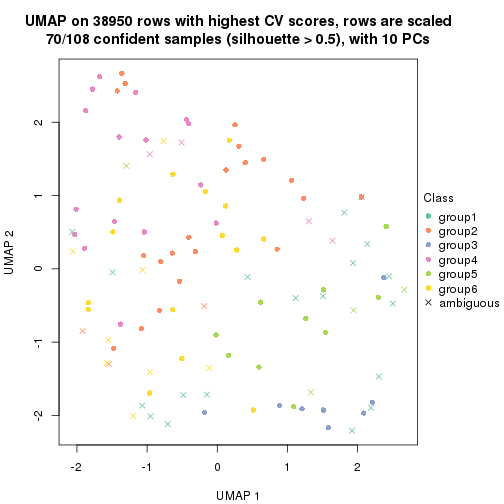 UMAP on 38950 rows with highest CV scores, rows are scaled
70/108 confident samples (silhouette > 0.5), with 10 PCs
2
1
0
-1
-2
UMAP 2
-2
-1
0
1
2
UMAP 1
Class
group1
group2
group3
group4
group5
group6
ambiguous